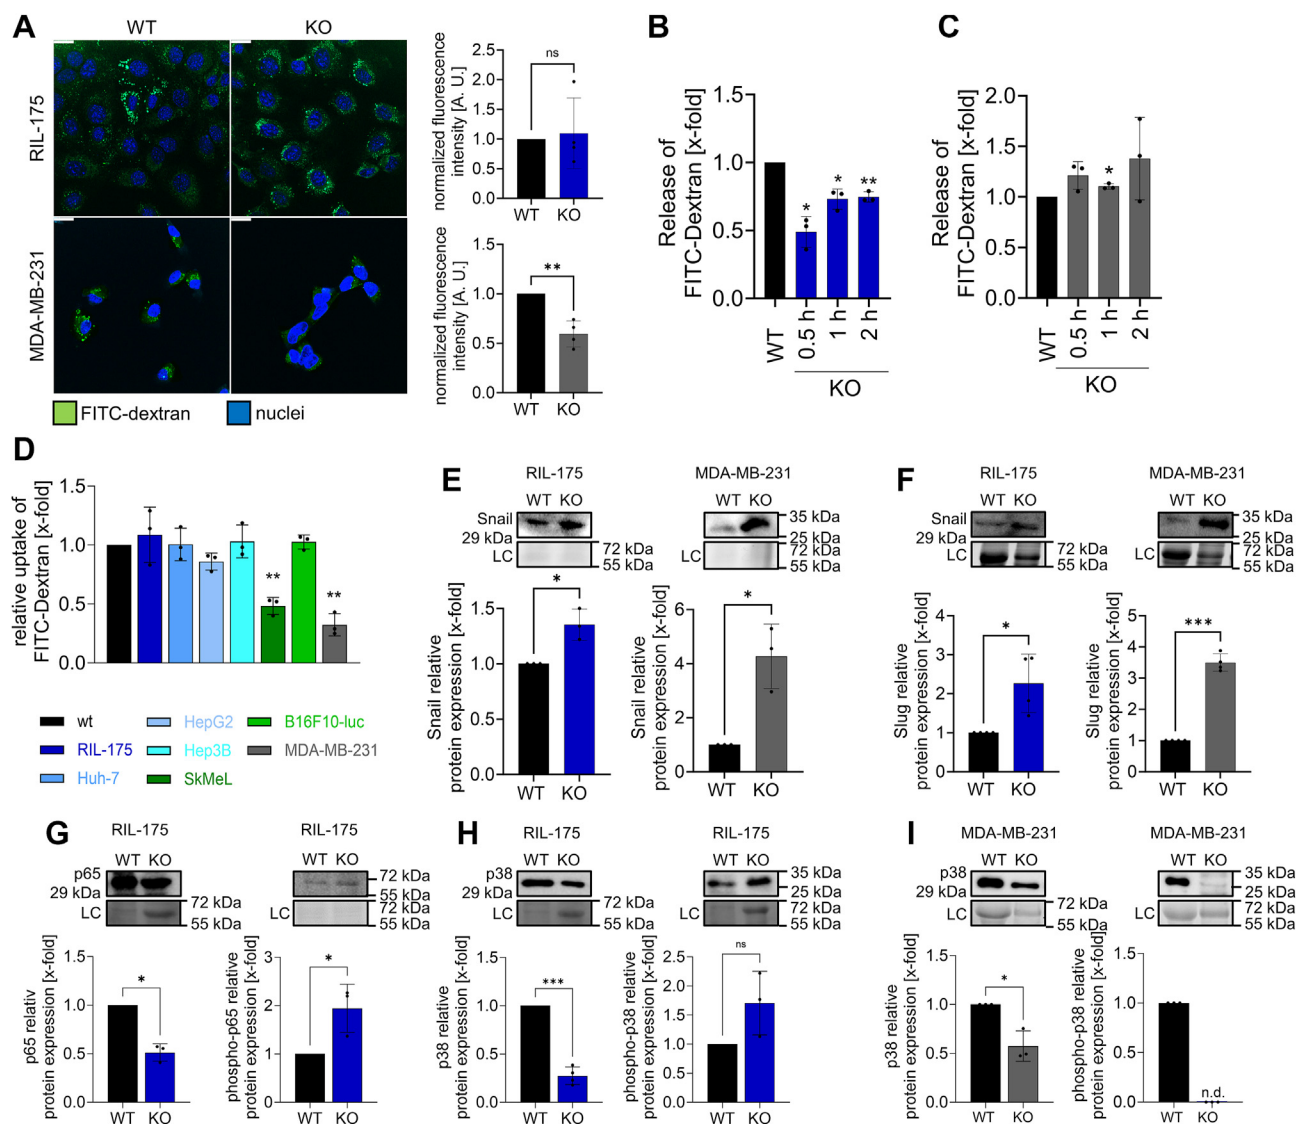 A
WT
KO
RIL-175
MDA-MB-231
FITC-dextran
nuclei
normalized fluorescence
intensity [A. U.]
2.5
2.0
1.5
1.0
0.5
0.0
ns
WT
KO
normalized fluorescence
intensity [A. U.]
1.5
1.0
0.5
0.0
**
WT
KO
B
Release of
FITC-Dextran [x-fold]
1.5
1.0
0.5
0.0
*
*
**
WT
0.5 h
1 h
2 h
KO
C
Release of
FITC-Dextran [x-fold]
2.0
1.5
1.0
0.5
0.0
*
WT
0.5 h
1 h
2 h
KO
D
relative uptake of
FITC-Dextran [x-fold]
1.5
1.0
0.5
0.0
**
**
wt
HepG2
B16F10-luc
RIL-175
Hep3B
MDA-MB-231
Huh-7
SkMeL
E
RIL-175
WT KO
Snail
29 kDa
LC
72 kDa
55 kDa
Snail relative
protein expression [x-fold]
1.5
1.0
0.5
0.0
*
WT
KO
MDA-MB-231
WT KO
35 kDa
25 kDa
LC
72 kDa
55 kDa
Snail relative
protein expression [x-fold]
6
4
2
0
*
WT
KO
F
RIL-175
WT KO
Snail
29 kDa
LC
72 kDa
55 kDa
Slug relative
protein expression [x-fold]
4
3
2
1
0
*
WT
KO
MDA-MB-231
WT KO
35 kDa
25 kDa
LC
72 kDa
55 kDa
Slug relative
protein expression [x-fold]
5
4
3
2
1
0
***
WT
KO
G
RIL-175
WT KO
p65
29 kDa
LC
72 kDa
55 kDa
p65 relativ
protein expression [x-fold]
1.5
1.0
0.5
0.0
*
WT
KO
RIL-175
WT KO
72 kDa
55 kDa
72 kDa
LC
55 kDa
phospho-p65 relative
protein expression [x-fold]
3
2
1
0
*
WT
KO
H
RIL-175
WT KO
p38
29 kDa
LC
72 kDa
55 kDa
p38 relative
protein expression [x-fold]
1.5
1.0
0.5
0.0
***
WT
KO
RIL-175
WT KO
35 kDa
25 kDa
LC
72 kDa
55 kDa
phospho-p38 relative
protein expression [x-fold]
2.5
2.0
1.5
1.0
0.5
0.0
ns
WT
KO
I
MDA-MB-231
WT KO
p38
29 kDa
LC
72 kDa
55 kDa
p38 relative
protein expression [x-fold]
1.5
1.0
0.5
0.0
*
WT
KO
MDA-MB-231
WT KO
35 kDa
25 kDa
LC
72 kDa
55 kDa
phospho-p38 relative
protein expression [x-fold]
1.5
1.0
0.5
0.0
n.d.
WT
KO